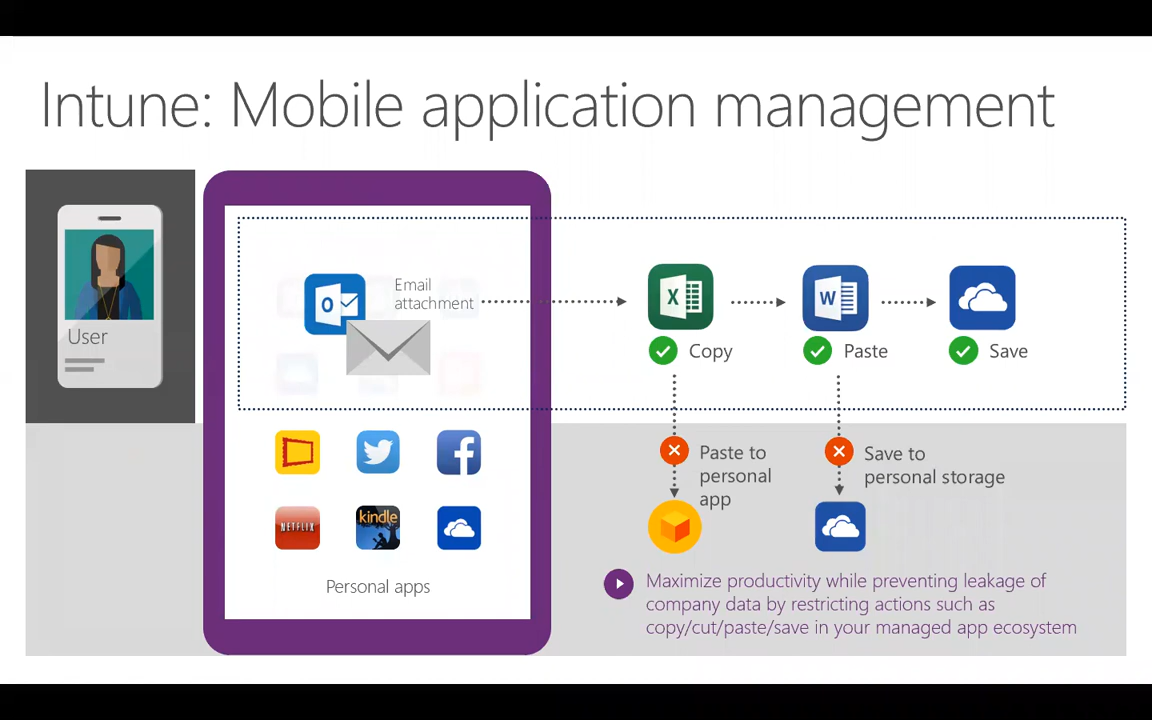 Intune: Mobile application management
User
Email
attachment
O
X
W
Copy
Paste
Save
Paste to
personal
app
Save to
personal storage
f
NETFLIX
kindle
Personal apps
Maximize productivity while preventing leakage of
company data by restricting actions such as
copy/cut/paste/save in your managed app ecosystem